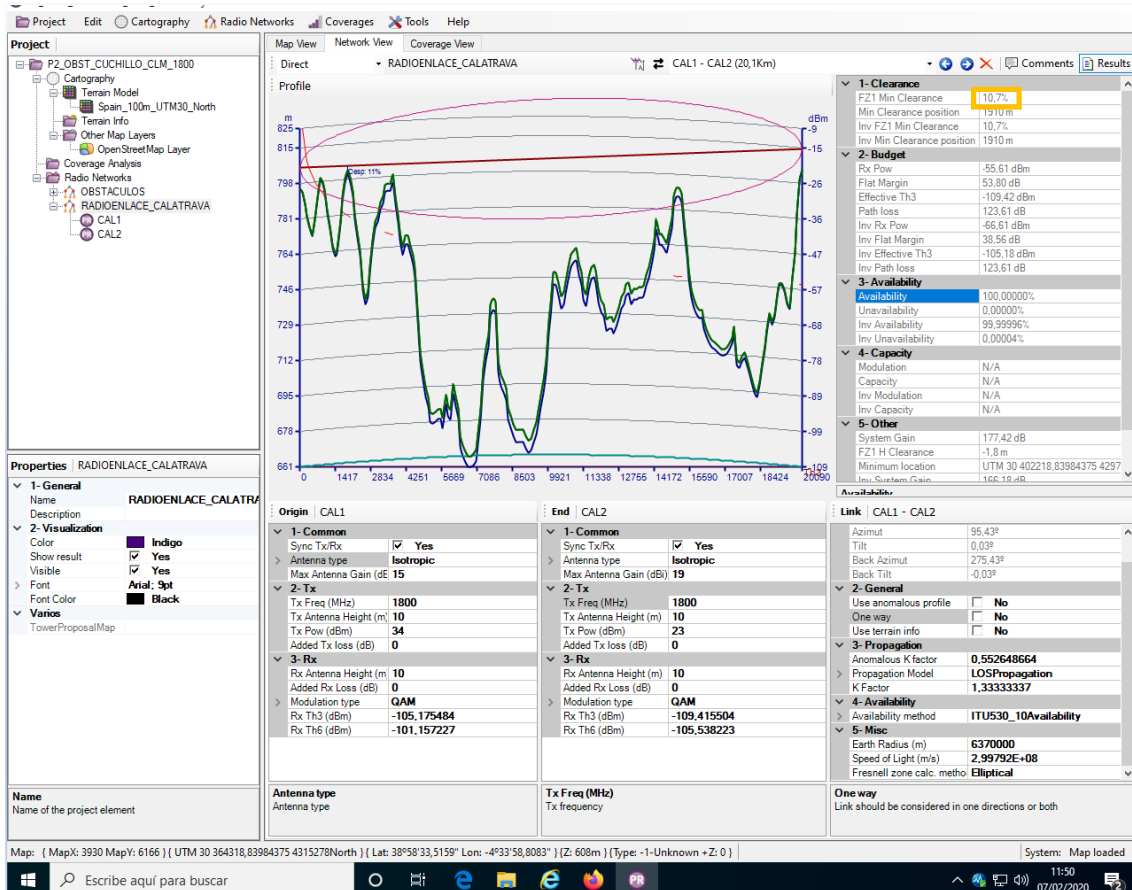 Project Edit Cartography Radio Networks Coverages Tools Help
Project
P2_OBST_CUCHILLO_CLM_1800
Cartography
Terrain Model
Spain_100m_UTM30_North
Terrain Info
Other Map Layers
OpenStreetMap Layer
Coverage Analysis
Radio Networks
OBSTACULOS
RADIOENLACE_CALATRAVA
CAL1
CAL2
Map View Network View Coverage View
Direct RADIOENLACE_CALATRAVA CAL1 - CAL2 (20,1Km) Comments Results
Profile
m dBm
825 -9
815 -15
Desp: 11%
798 -26
781 -36
764 -47
746 -57
729 -68
712 -78
695 -89
678 -99
661 -109
0 1417 2834 4251 5669 7086 8503 9921 11338 12755 14172 15590 17007 18424 20090
1- Clearance
FZ1 Min Clearance 10,7%
Min Clearance position 1910 m
Inv FZ1 Min Clearance 10,7%
Inv Min Clearance position 1910 m
2- Budget
Rx Pow -55,61 dBm
Flat Margin 53,80 dB
Effective Th3 -109,42 dBm
Path loss 123,61 dB
Inv Rx Pow -66,61 dBm
Inv Flat Margin 38,56 dB
Inv Effective Th3 -105,18 dBm
Inv Path loss 123,61 dB
3- Availability
Availability 100,00000%
Unavailability 0,00000%
Inv Availability 99,99996%
Inv Unavailability 0,00004%
4- Capacity
Modulation N/A
Capacity N/A
Inv Modulation N/A
Inv Capacity N/A
5- Other
System Gain 177,42 dB
FZ1 H Clearance -1,8 m
Minimum location UTM 30 402218,83984375 4297
Inv System Gain 166,18 dB
Availability
Properties RADIOENLACE_CALATRAVA
1- General
Name RADIOENLACE_CALATRA
Description
2- Visualization
Color Indigo
Show result Yes
Visible Yes
Font Arial; 9pt
Font Color Black
Varios
TowerProposalMap
Name
Name of the project element
Origin CAL1
1- Common
Sync Tx/Rx Yes
Antenna type Isotropic
Max Antenna Gain (dE 15
2- Tx
Tx Freq (MHz) 1800
Tx Antenna Height (m) 10
Tx Pow (dBm) 34
Added Tx loss (dB) 0
3- Rx
Rx Antenna Height (m 10
Added Rx Loss (dB) 0
Modulation type QAM
Rx Th3 (dBm) -105,175484
Rx Th6 (dBm) -101,157227
Antenna type
Antenna type
End CAL2
1- Common
Sync Tx/Rx Yes
Antenna type Isotropic
Max Antenna Gain (dBi) 19
2- Tx
Tx Freq (MHz) 1800
Tx Antenna Height (m) 10
Tx Pow (dBm) 23
Added Tx loss (dB) 0
3- Rx
Rx Antenna Height (m) 10
Added Rx Loss (dB) 0
Modulation type QAM
Rx Th3 (dBm) -109,415504
Rx Th6 (dBm) -105,538223
Tx Freq (MHz)
Tx frequency
Link CAL1 - CAL2
Azimut 95,43º
Tilt 0,03º
Back Azimut 275,43º
Back Tilt -0,03º
2- General
Use anomalous profile No
One way No
Use terrain info No
3- Propagation
Anomalous K factor 0,552648664
Propagation Model LOSPropagation
K Factor 1,33333337
4- Availability
Availability method ITU530_10Availability
5- Misc
Earth Radius (m) 6370000
Speed of Light (m/s) 2,99792E+08
Fresnell zone calc. metho Elliptical
One way
Link should be considered in one directions or both
Map: { MapX: 3930 MapY: 6166 } { UTM 30 364318,83984375 4315278North } { Lat: 38º58'33,5159" Lon: -4º33'58,8083" } {Z: 608m } {Type: -1-Unknown +Z: 0 } System: Map loaded
Escribe aquí para buscar
11:50
07/02/2020